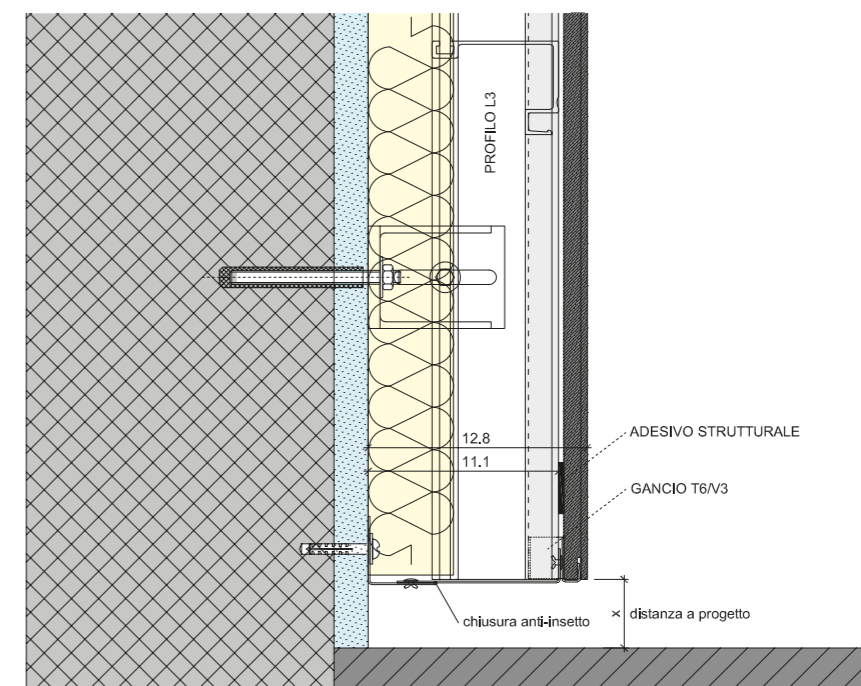 PROFILO L3
12.8
11.1
ADESIVO STRUTTURALE
GANCIO T6/V3
chiusura anti-insetto
x
distanza a progetto